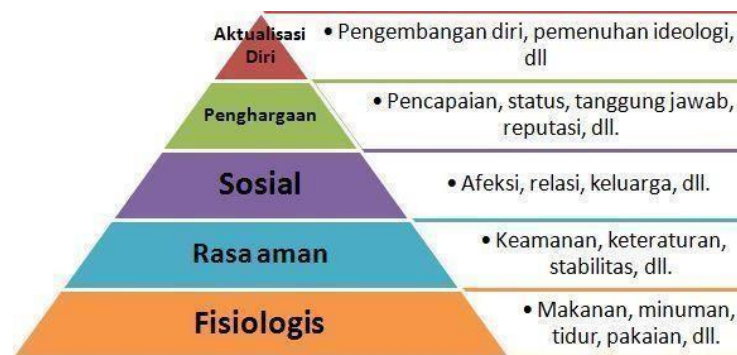 Aktualisasi
Diri
• Pengembangan diri, pemenuhan ideologi,
dll
Penghargaan
• Pencapaian, status, tanggung jawab,
reputasi, dll.
Sosial
• Afeksi, relasi, keluarga, dll.
Rasa aman
• Keamanan, keteraturan,
stabilitas, dll.
Fisiologis
• Makanan, minuman,
tidur, pakaian, dll.